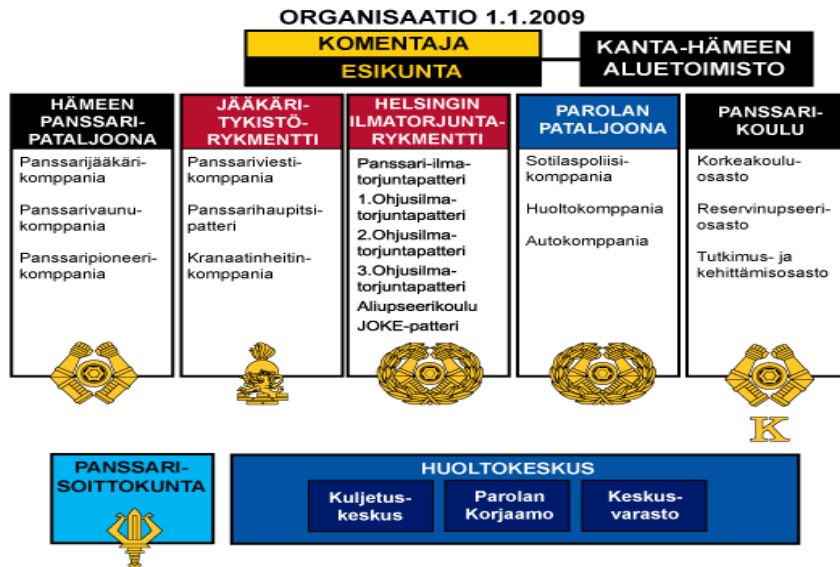 ORGANISAATIO 1.1.2009
KOMENTAJA
ESIKUNTA
KANTA-HÄMEEN
ALUETOIMISTO
HÄMEEN
PANSSARI-
PATALJOONA
Panssarijääkäri-
komppania
Panssarivaunu-
komppania
Panssaripioneeri-
komppania
JÄÄKÄRI-
TYKISTÖ-
RYKMENTTI
Panssariviesti-
komppania
Panssarihaupitsi-
patteri
Kranaatinheitin-
komppania
HELSINGIN
ILMATORJUNTA-
RYKMENTTI
Panssari-ilma-
torjuntapatteri
1.Ohjusilma-
torjuntapatteri
2.Ohjusilma-
torjuntapatteri
3.Ohjusilma-
torjuntapatteri
Aliupseerikoulu
JOKE-patteri
PAROLAN
PATALJOONA
Sotilaspoliisi-
komppania
Huoltokomppania
Autokomppania
PANSSARI-
KOULU
Korkeakoulu-
osasto
Reservinupseeri-
osasto
Tutkimus- ja
kehittämisosasto
K
PANSSARI-
SOITTOKUNTA
HUOLTOKESKUS
Kuljetus-
keskus
Parolan
Korjaamo
Keskus-
varasto